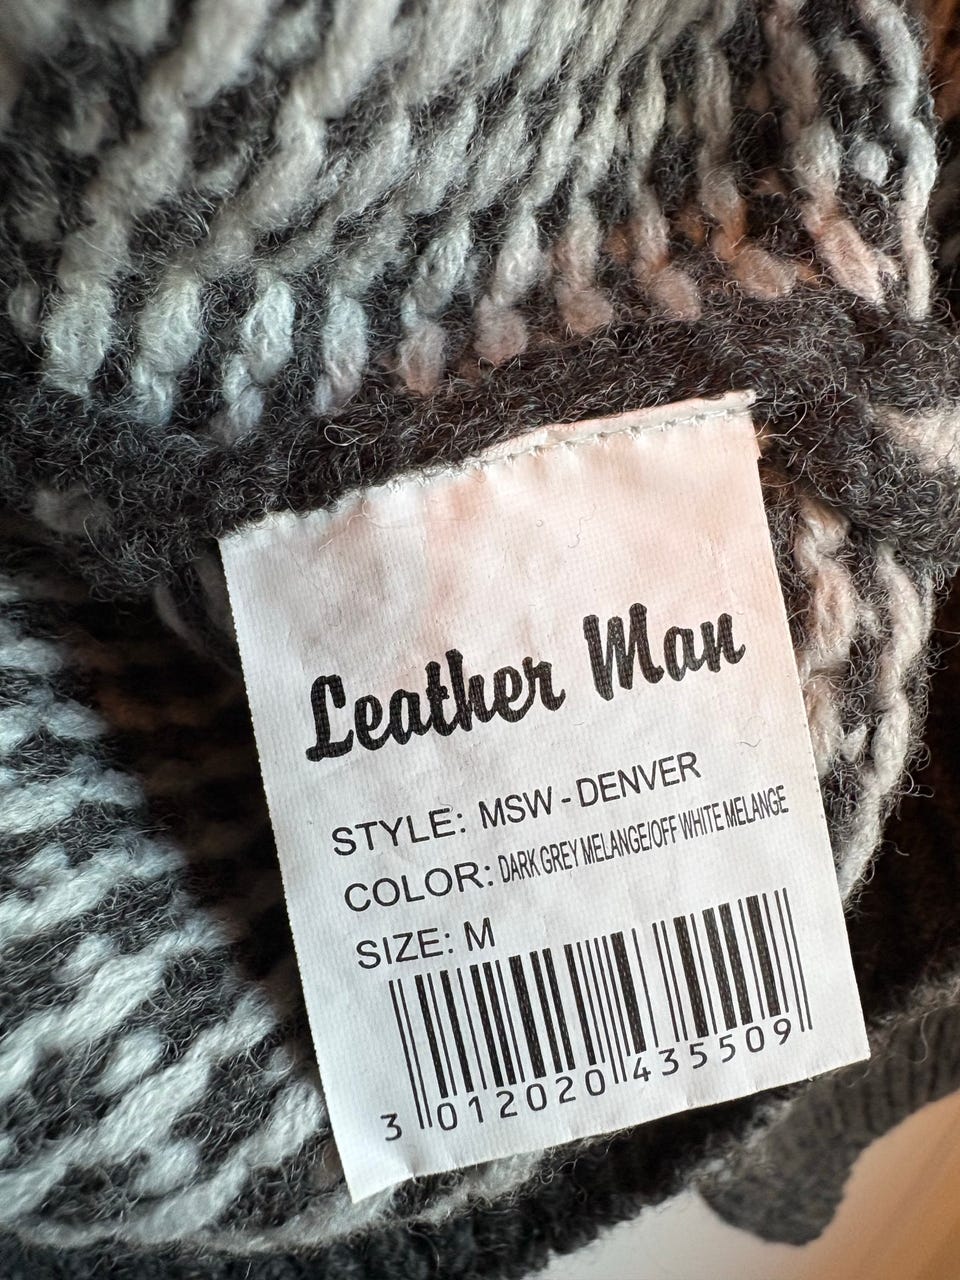 Leather Man
STYLE: MSW - DENVER
COLOR: DARK GREY MELANGE/OFF WHITE MELANGE
SIZE: M
3 012020 435509